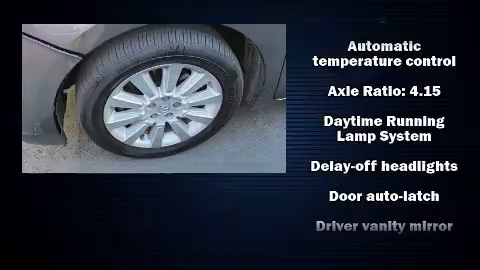 Automatic
temperature control
Axle Ratio: 4.15
Daytime Running
Lamp System
Delay-off headlights
Door auto-latch
Driver vanity mirror